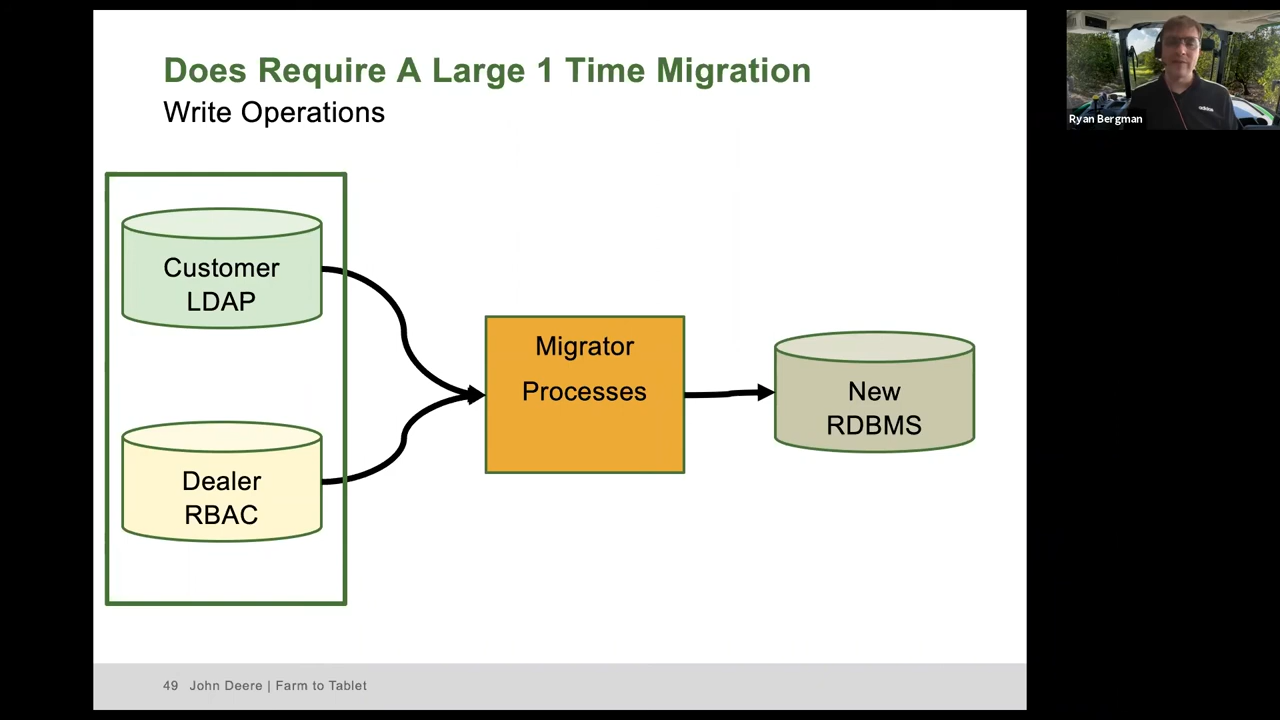 Does Require A Large 1 Time Migration
Write Operations
Customer
LDAP
Dealer
RBAC
Migrator
Processes
New
RDBMS
49 John Deere | Farm to Tablet
Ryan Bergman
adidas